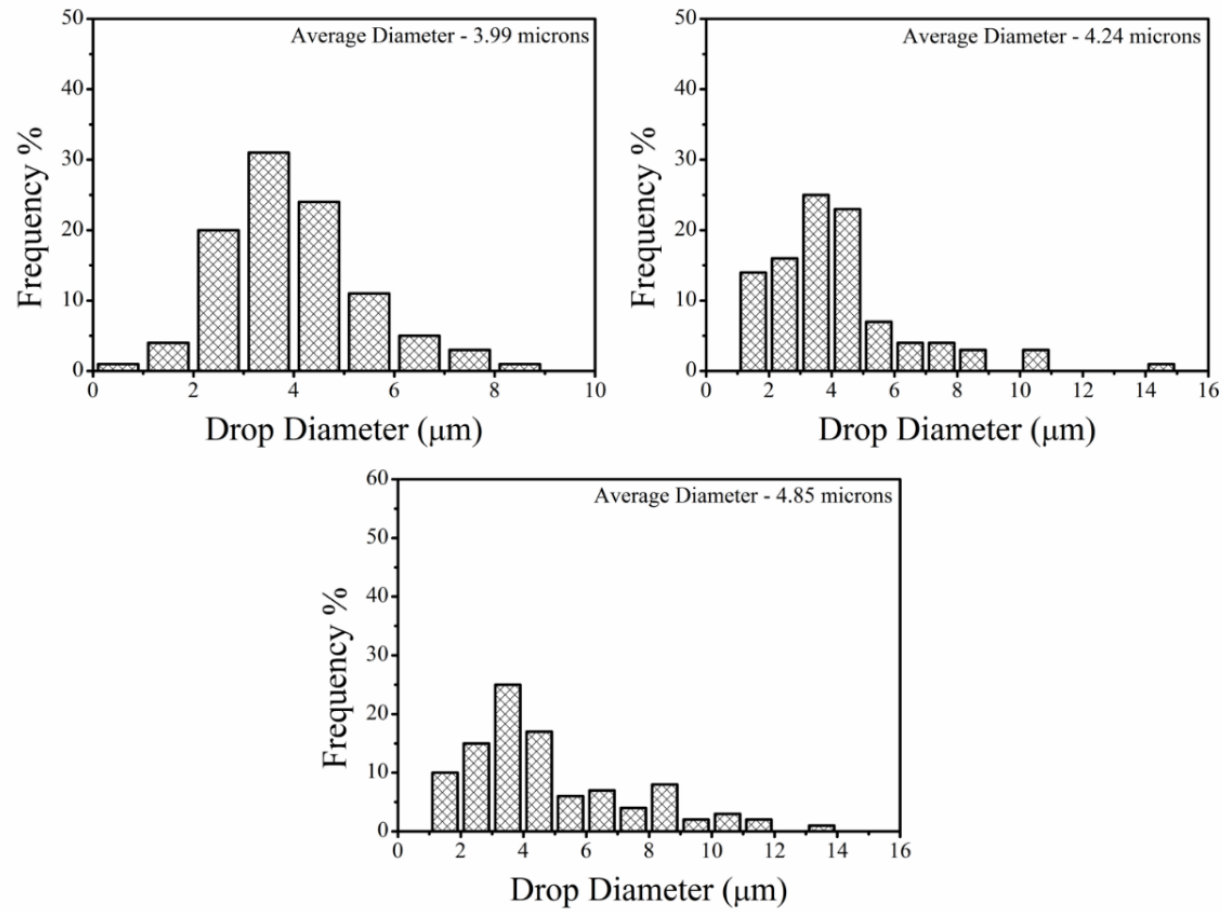 Average Diameter - 3.99 microns
50
40
30
20
10
0
Frequency %
0 2 4 6 8 10
Drop Diameter (μm)
Average Diameter - 4.24 microns
50
40
30
20
10
0
Frequency %
0 2 4 6 8 10 12 14 16
Drop Diameter (μm)
Average Diameter - 4.85 microns
60
50
40
30
20
10
0
Frequency %
0 2 4 6 8 10 12 14 16
Drop Diameter (μm)